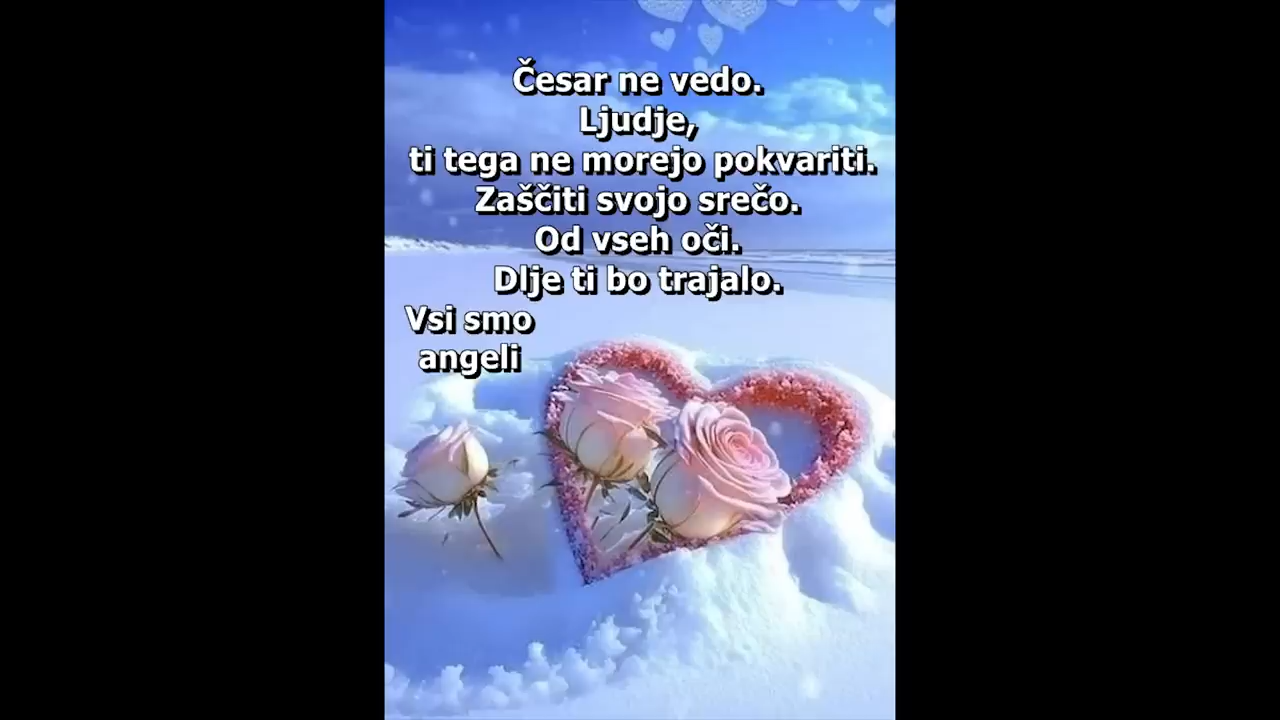 Česar ne vedo.
Ljudje,
ti tega ne morejo pokvariti.
Zaščiti svojo srečo.
Od vseh oči.
Dlje ti bo trajalo.
Vsi smo
angeli